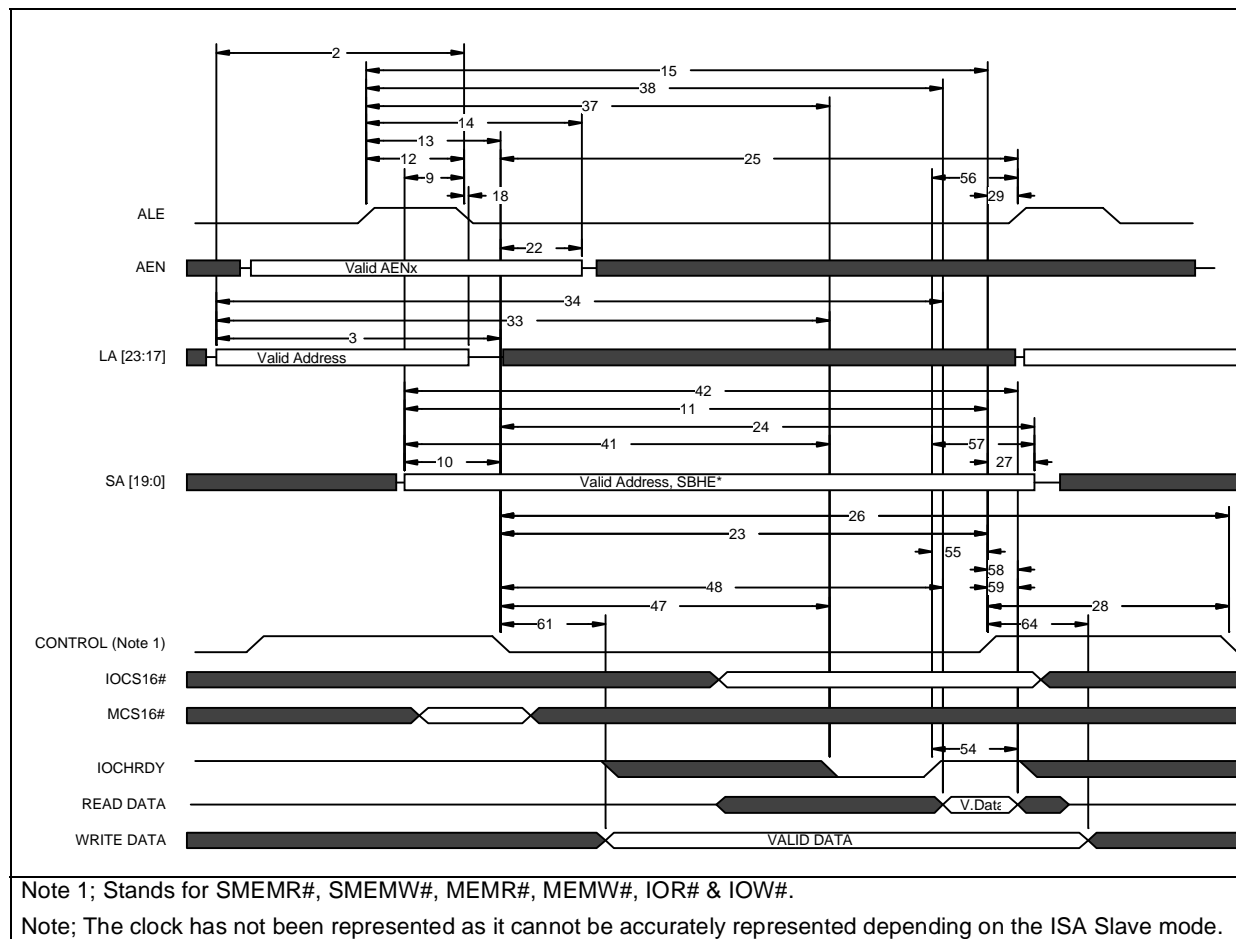 2
15
38
37
14
13
12
25
9
56
18
29
ALE
22
AEN
Valid AENx
34
33
3
LA [23:17]
Valid Address
42
11
24
41
57
10
27
SA [19:0]
Valid Address, SBHE*
26
23
55
58
48
59
47
28
61
64
CONTROL (Note 1)
IOCS16#
MCS16#
54
IOCHRDY
READ DATA
V.Data
WRITE DATA
VALID DATA
Note 1; Stands for SMEMR#, SMEMW#, MEMR#, MEMW#, IOR# & IOW#.
Note; The clock has not been represented as it cannot be accurately represented depending on the ISA Slave mode.